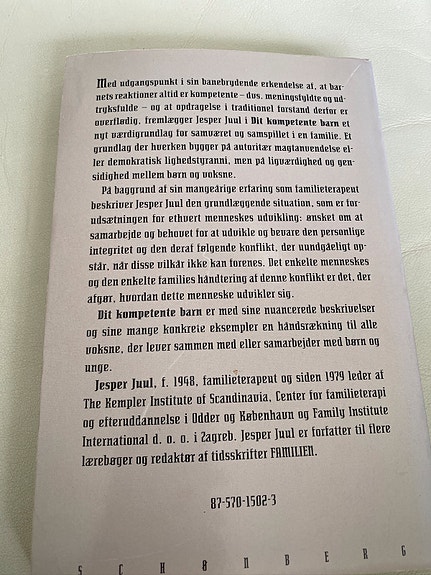 Med udgangspunkt i sin banebrydende erkendelse af, at bar-
nets reaktioner altid er kompetente – dvs. meningsfyldte og ud-
tryksfulde – og at opdragelse i traditionel forstand derfor er
overflødig, fremlægger Jesper Juul i Dit kompetente barn et
nyt værdigrundlag for samværet og samspillet i en familie. Et
grundlag der hverken bygger på autoritær magtanvendelse el-
ler demokratisk lighedstyranni, men på ligværdighed og gen-
sidighed mellem børn og voksne.
På baggrund af sin mangeårige erfaring som familieterapeut
beskriver Jesper Juul den grundlæggende situation, som er for-
udsætningen for ethvert menneskes udvikling: ønsket om at
samarbejde og behovet for at udvikle og bevare den personlige
integritet og den deraf følgende konflikt, der uundgåeligt op-
står, når disse vilkår ikke kan forenes. Det enkelte menneskes
og den enkelte families håndtering af denne konflikt er det, der
afgør, hvordan dette menneske udvikler sig.
Dit kompetente barn er med sine nuancerede beskrivelser
og sine mange konkrete eksempler en håndsrækning til alle
voksne, der lever sammen med eller samarbejder med børn og
unge.
Jesper Juul, f. 1948, familieterapeut og siden 1979 leder af
The Kempler Institute of Scandinavia, Center for familieterapi
og efteruddannelse i Odder og København og Family Institute
International d. o. o. i Zagreb. Jesper Juul er forfatter til flere
lærebøger og redaktør af tidsskrifter FAMILIEN.
87-570-1502-3
SCHØNBERG